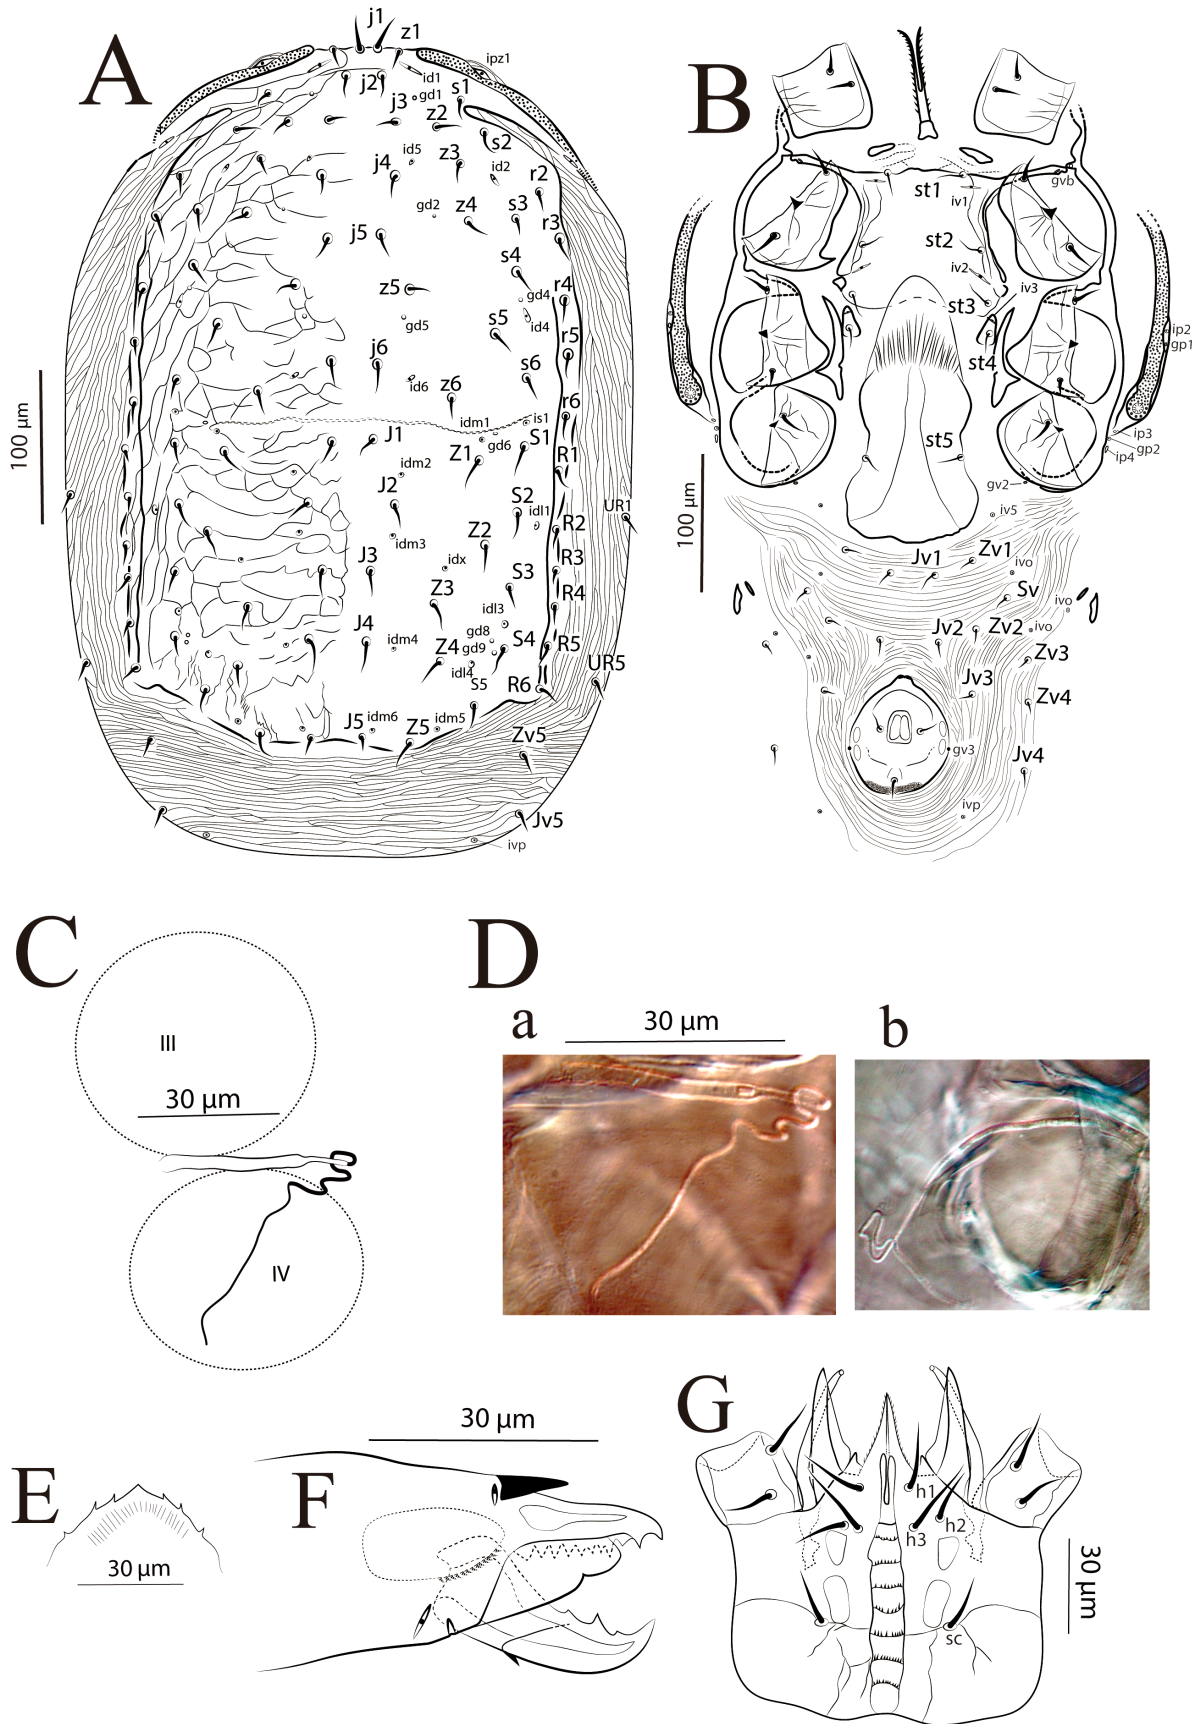 A
j1
z1
ipz1
j2
id1
gd1
s1
j3
z2
s2
id5
z3
j4
id2
r2
gd2
z4
s3
j5
r3
s4
z5
r4
gd4
gd5
id4
s5
r5
j6
s6
id6
z6
r6
idm1
is1
J1
gd6
S1
Z1
R1
idm2
J2
S2
idl1
UR1
Z2
R2
idm3
J3
idx
R3
S3
Z3
R4
idl3
J4
gd8
idm4
gd9
S4
R5
Z4
idl4
UR5
S5
R6
J5
idm6
Z5
idm5
Zv5
Jv5
ivp
100 µm
B
gvb
st1
iv1
st2
iv2
iv3
st3
st4
ip2
gp1
st5
ip3
gp2
ip4
gv2
iv5
Jv1
Zv1
ivo
Sv
ivo
Jv2
Zv2
ivo
Zv3
Jv3
Zv4
gv3
Jv4
ivp
100 µm
C
III
30 µm
IV
D
a
30 µm
b
E
30 µm
F
30 µm
G
h1
h2
h3
sc
30 µm